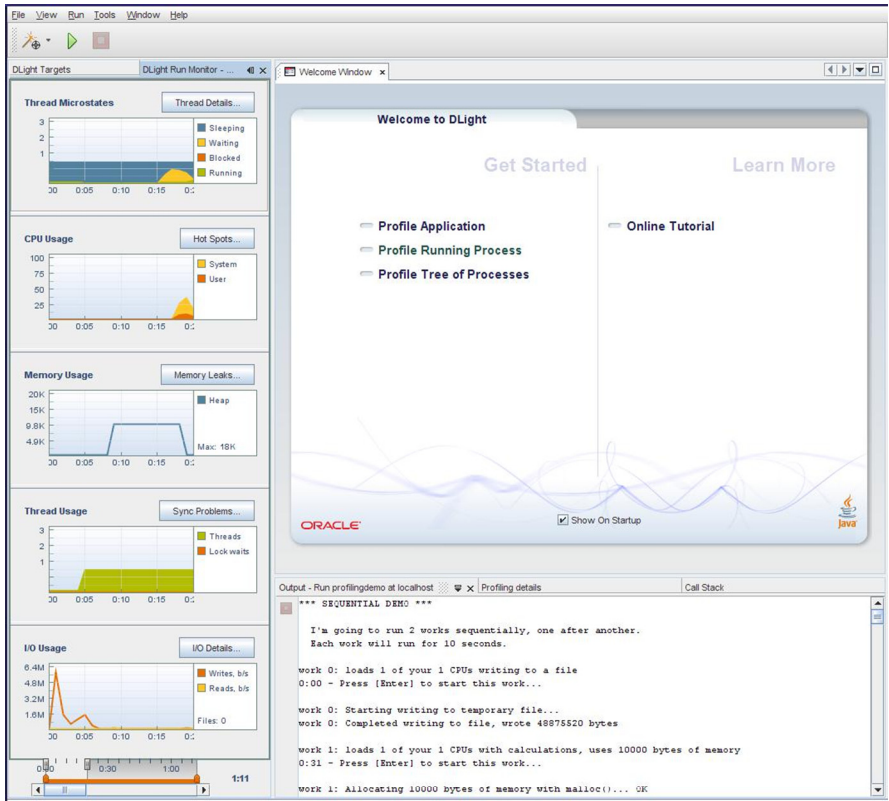 File View Run Tools Window Help
DLight Targets
DLight Run Monitor - ...
Thread Microstates
Thread Details...
3
2
1
Sleeping
Waiting
Blocked
Running
0:05 0:10 0:15
CPU Usage
Hot Spots...
100
75
50
25
System
User
0:05 0:10 0:15
Memory Usage
Memory Leaks...
20K
15K
9.8K
4.9K
Heap
Max: 18K
0:05 0:10 0:15
Thread Usage
Sync Problems...
3
2
1
Threads
Lock waits
0:05 0:10 0:15
I/O Usage
I/O Details...
6.4M
4.8M
3.2M
1.6M
Writes, b/s
Reads, b/s
Files: 0
0:05 0:10 0:15
0:30 1:00
1:11
Welcome Window
Welcome to DLight
Get Started
Profile Application
Profile Running Process
Profile Tree of Processes
Learn More
Online Tutorial
ORACLE
Show On Startup
Java
Output - Run profilingdemo at localhost
Profiling details
Call Stack
*** SEQUENTIAL DEMO ***
I'm going to run 2 works sequentially, one after another.
Each work will run for 10 seconds.
work 0: loads 1 of your 1 CPUs writing to a file
0:00 - Press [Enter] to start this work...
work 0: Starting writing to temporary file...
work 0: Completed writing to file, wrote 48875520 bytes
work 1: loads 1 of your 1 CPUs with calculations, uses 10000 bytes of memory
0:31 - Press [Enter] to start this work...
work 1: Allocating 10000 bytes of memory with malloc()... OK